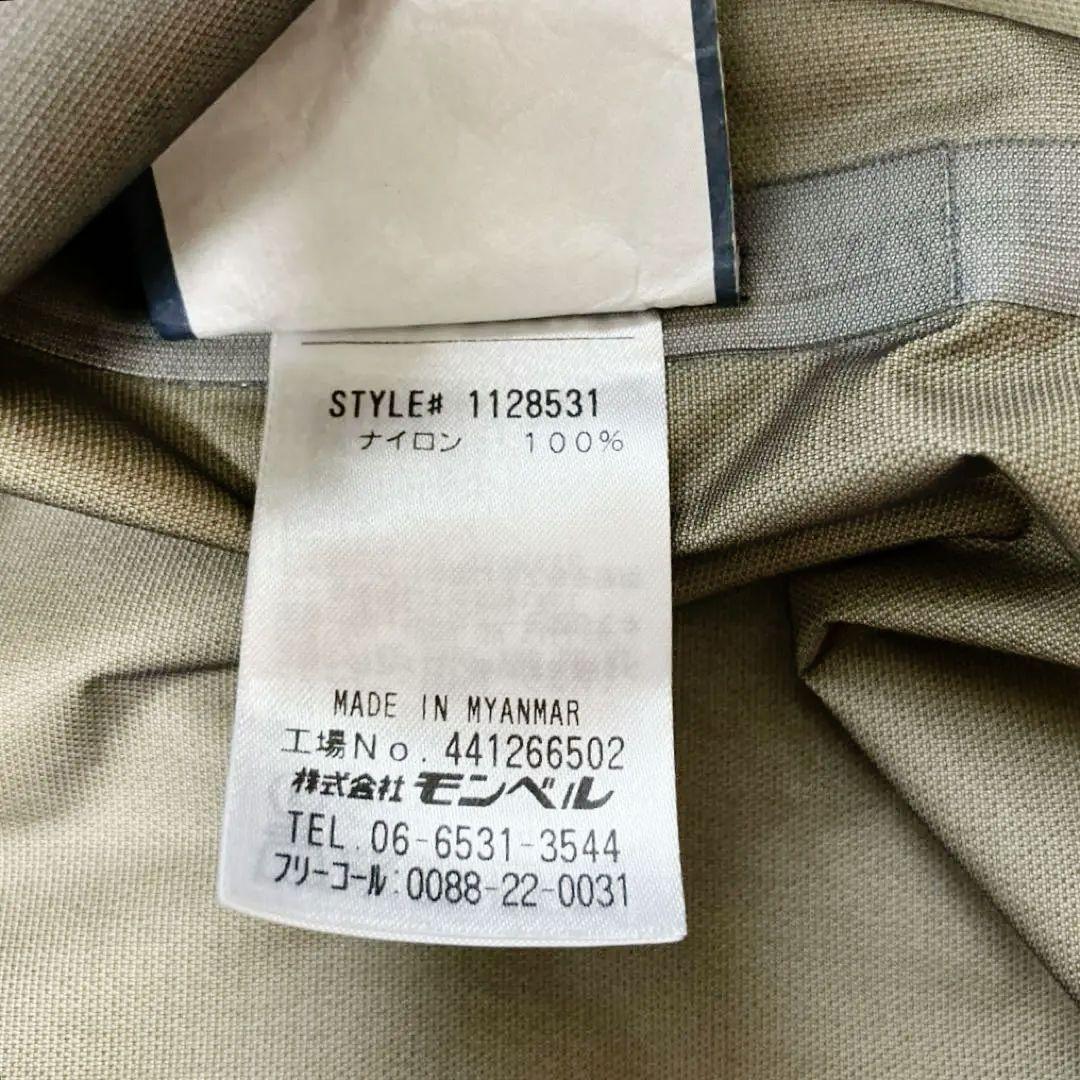 STYLE# 1128531
ナイロン 100%
MADE IN MYANMAR
工場No. 441266502
株式会社 モンベル
TEL.06-6531-3544
フリーコール:0088-22-0031